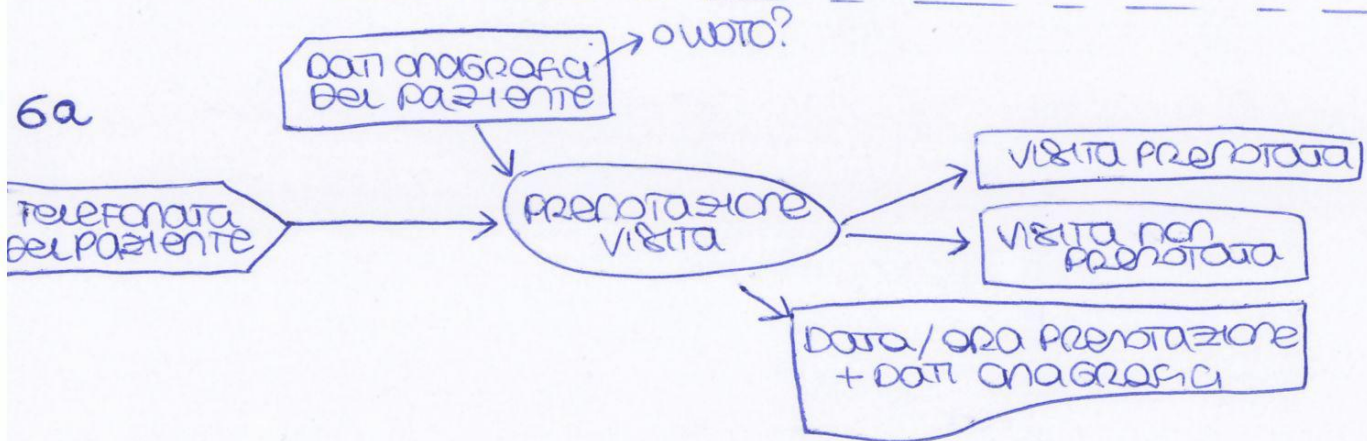 DATI ANAGRAFICI
DEL PAZIENTE
O VUOTO?
6a
TELEFONATA
DEL PAZIENTE
PRENOTAZIONE
VISITA
VISITA PRENOTATA
VISITA NON
PRENOTATA
DATA/ORA PRENOTAZIONE
+ DATI ANAGRAFICI